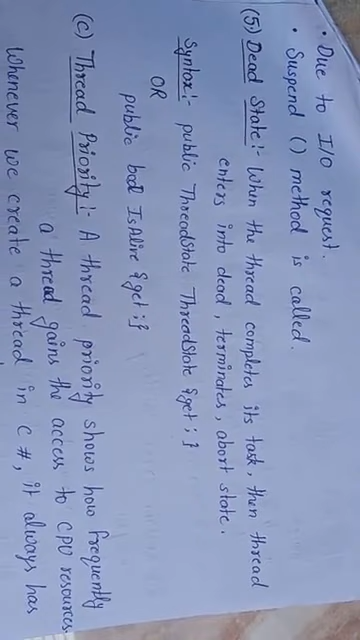 • Due to I/O request.
• Suspend () method is called.
(5) Dead State:- When the thread completes its task, then thread
enters into dead, terminates, abort state.
Syntax:- public ThreadState ThreadState {get;}
OR
public bool IsAlive {get;}
(c) Thread Priority:- A thread priority shows how frequently
a thread gains the access to CPU resources
Whenever we create a thread in c#, it always has